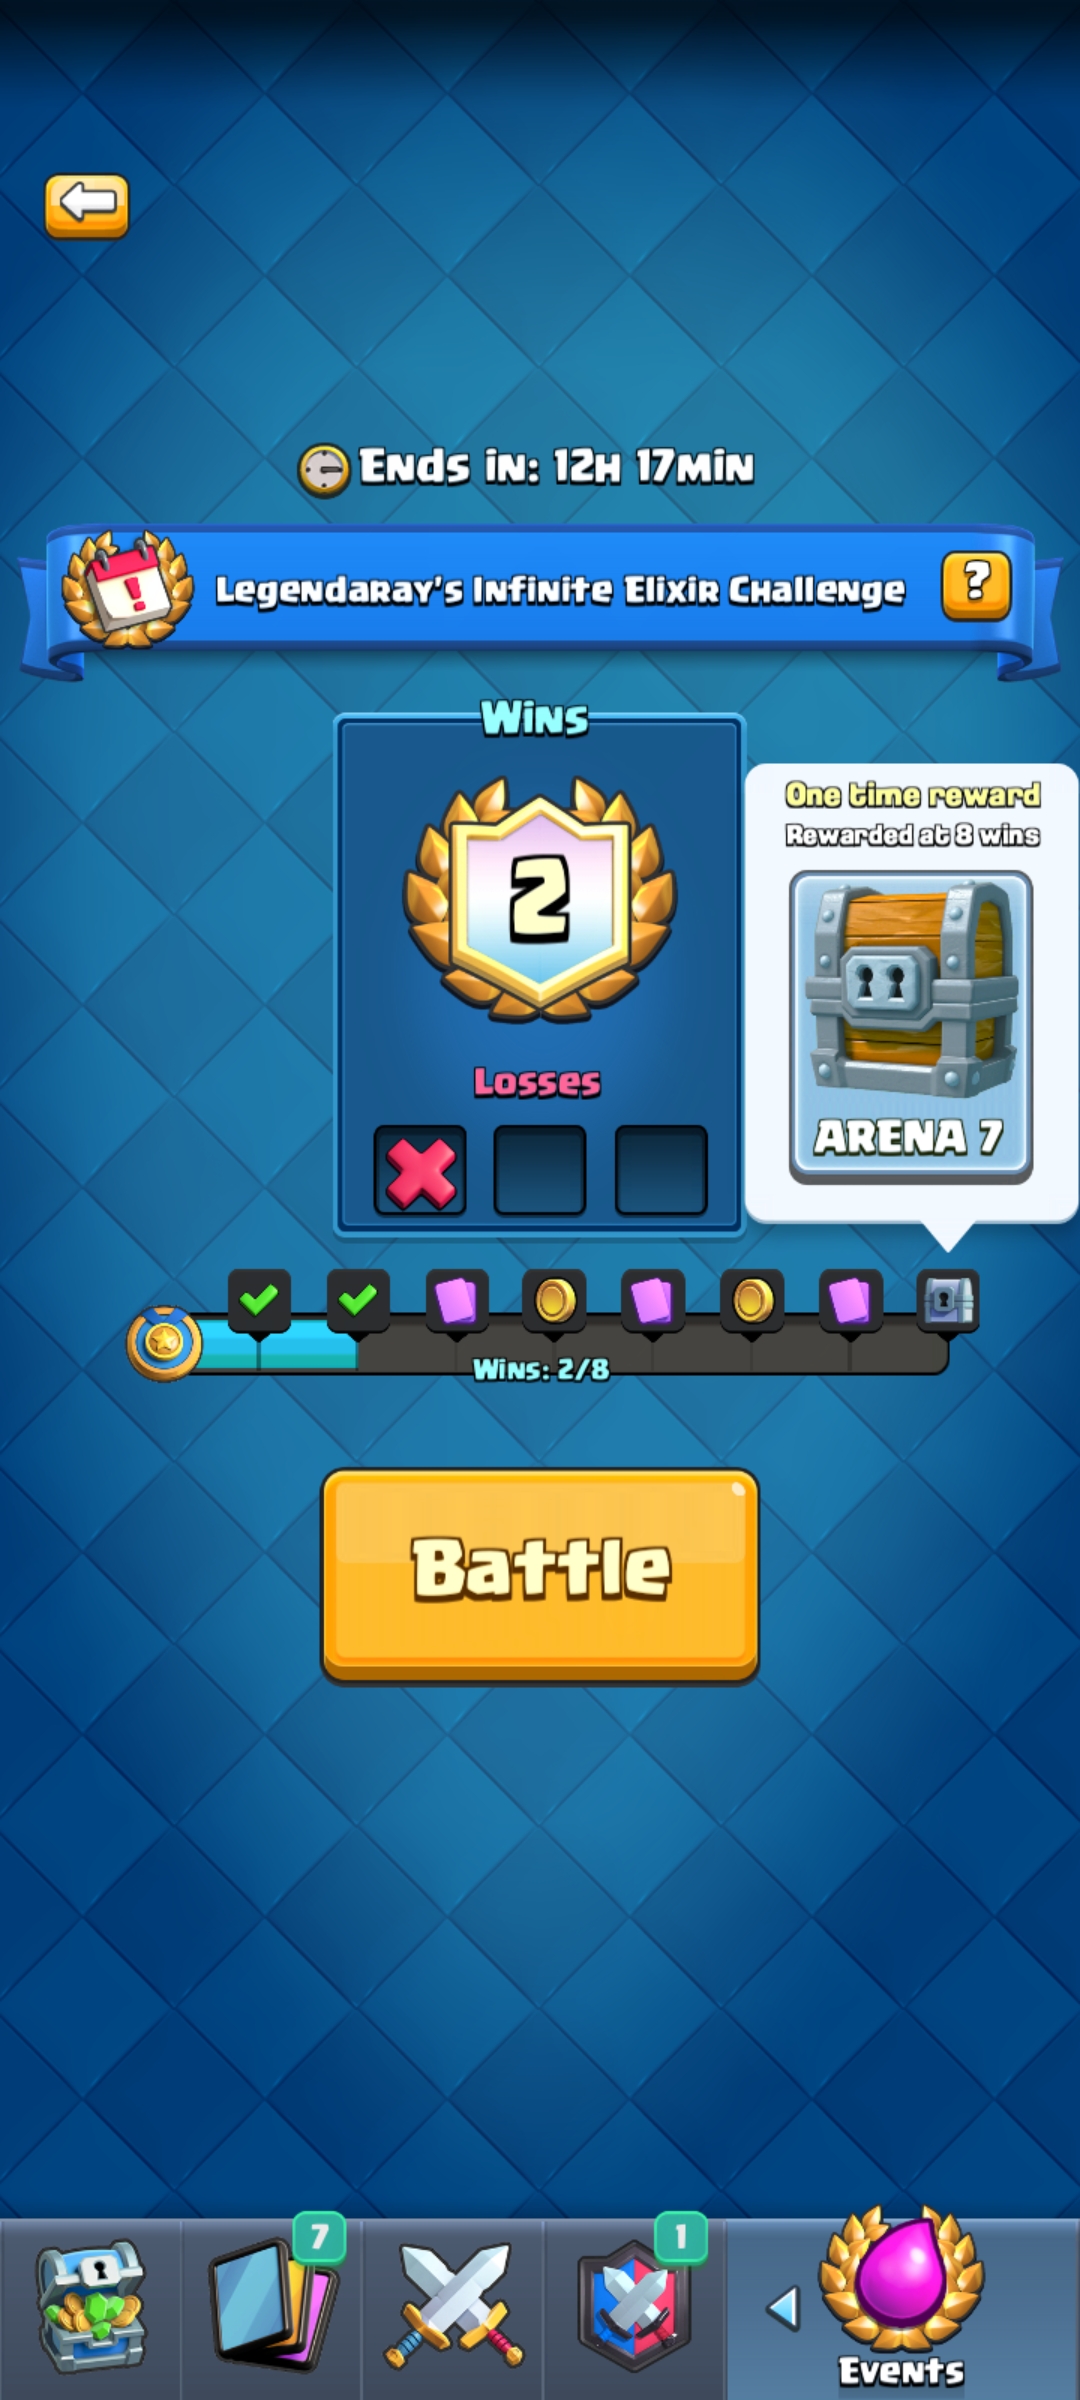 Ends in: 12H 17MIN
Legendaray's Infinite Elixir Challenge
?
Wins
2
One time reward
Rewarded at 8 wins
ARENA 7
Losses
Wins: 2/8
Battle
7
1
Events